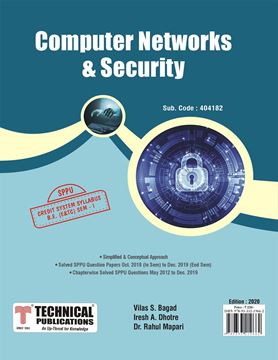 Computer Networks
& Security
Sub. Code : 404182
SPPU
CREDIT SYSTEM SYLLABUS
B.E. (E&TC) SEM - I
• Simplified & Conceptual Approach
• Solved SPPU Question Papers Oct. 2018 (In Sem) to Dec. 2019 (End Sem)
• Chapterwise Solved SPPU Questions May 2012 to Dec. 2019
Vilas S. Bagad
Iresh A. Dhotre
Dr. Rahul Mapari
TECHNICAL
PUBLICATIONS
SINCE 1993
An Up-Thrust for Knowledge
Edition : 2020